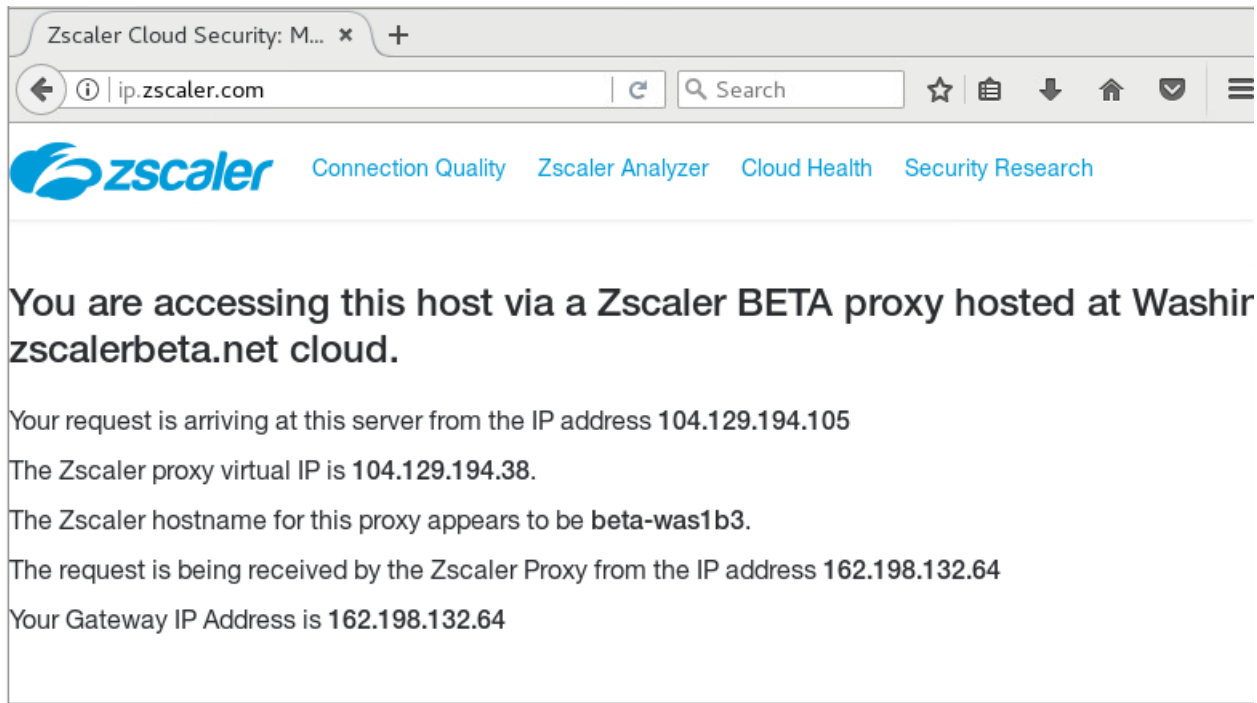 Zscaler Cloud Security: M...
ip.zscaler.com
Search
zscaler
Connection Quality Zscaler Analyzer Cloud Health Security Research
You are accessing this host via a Zscaler BETA proxy hosted at
zscalerbeta.net cloud.
Your request is arriving at this server from the IP address 104.129.194.105
The Zscaler proxy virtual IP is 104.129.194.38.
The Zscaler hostname for this proxy appears to be beta-was1b3.
The request is being received by the Zscaler Proxy from the IP address 162.198.132.64
Your Gateway IP Address is 162.198.132.64